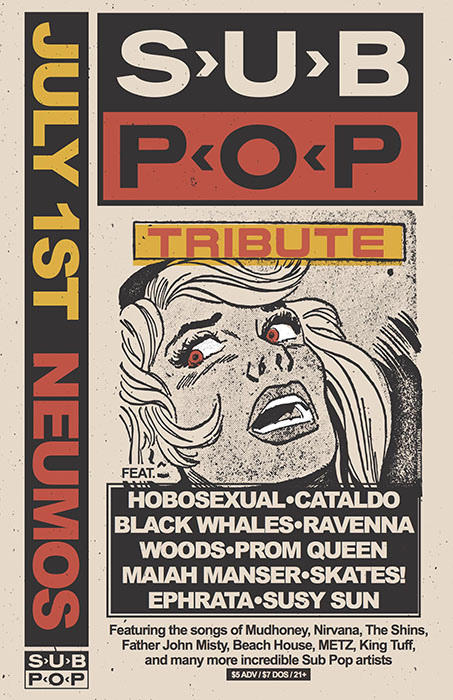 JULY 1ST NEUMOS
S›U›B
P‹O‹P
TRIBUTE
FEAT.
HOBOSEXUAL•CATALDO
BLACK WHALES•RAVENNA
WOODS•PROM QUEEN
MAIAH MANSER•SKATES!
EPHRATA•SUSY SUN
Featuring the songs of Mudhoney, Nirvana, The Shins,
Father John Misty, Beach House, METZ, King Tuff,
and many more incredible Sub Pop artists
$5 ADV / $7 DOS / 21+
S›U›B
P‹O‹P